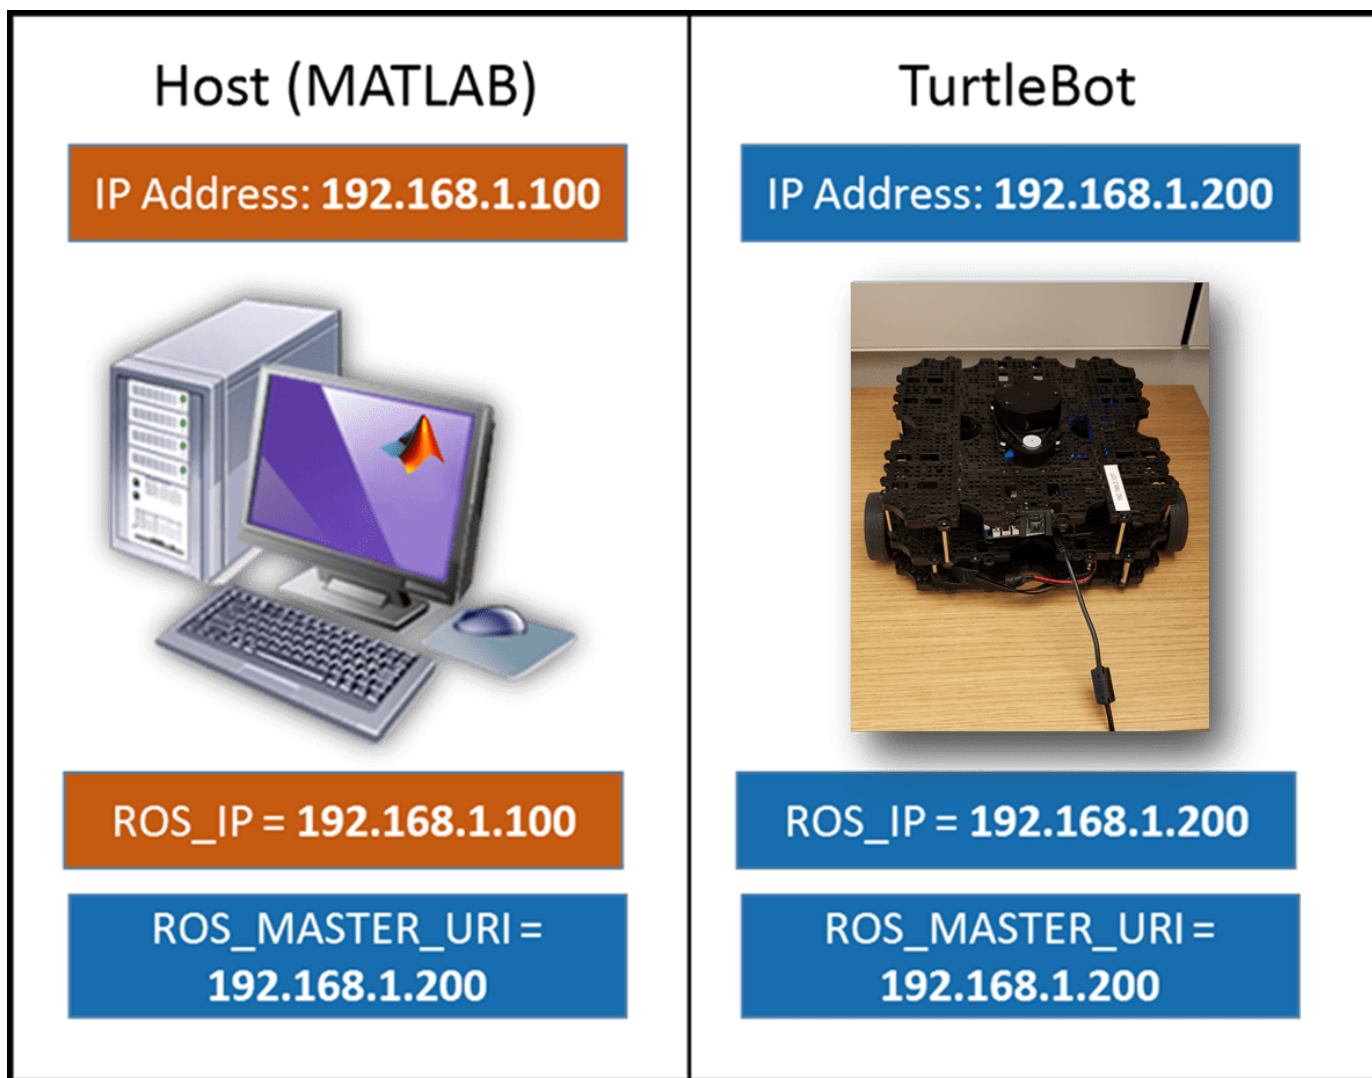 Host (MATLAB)
IP Address: 192.168.1.100
ROS_IP = 192.168.1.100
ROS_MASTER_URI =
192.168.1.200
TurtleBot
IP Address: 192.168.1.200
ROS_IP = 192.168.1.200
ROS_MASTER_URI =
192.168.1.200